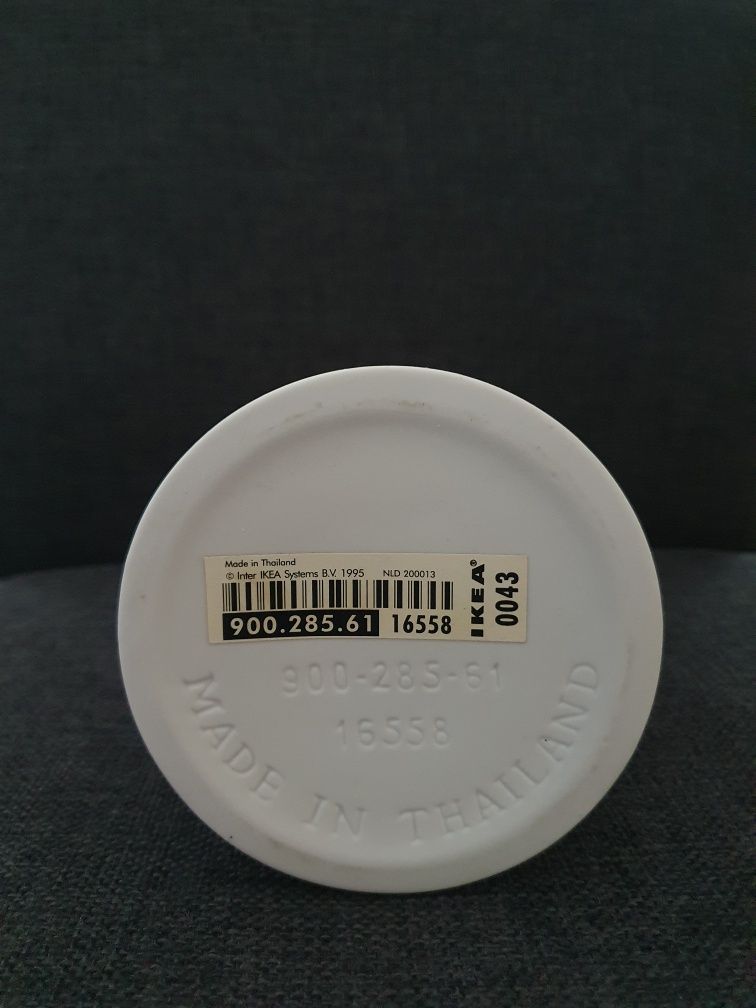 Made in Thailand
© Inter IKEA Systems B.V. 1995 NLD 200013
900.285.61 16558
IKEA®
0043
900-285-61
16558
MADE IN THAILAND